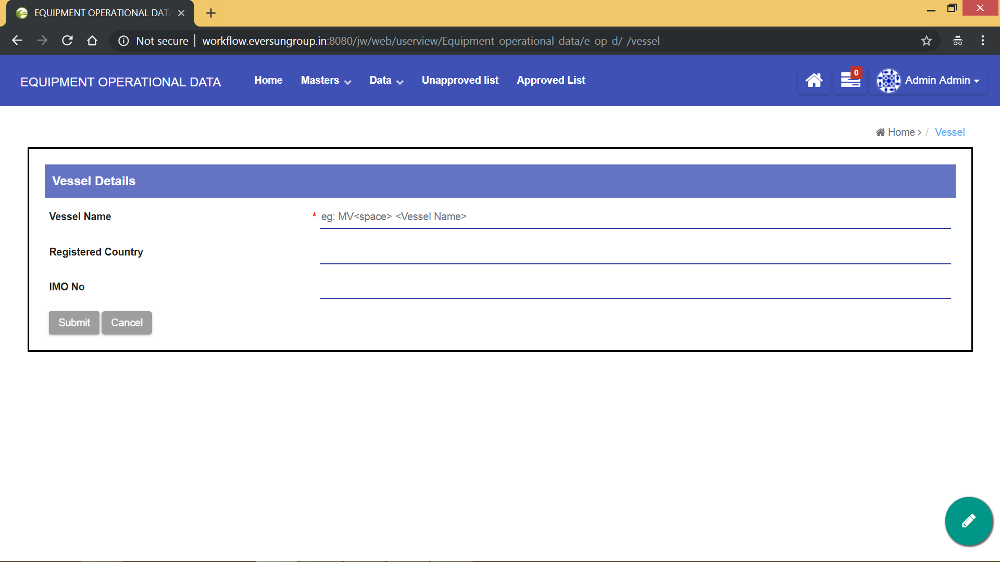 EQUIPMENT OPERATIONAL DAT
Not secure workflow.eversungroup.in:8080/jw/web/userview/Equipment_operational_data/e_op_d/_/vessel
EQUIPMENT OPERATIONAL DATA Home Masters Data Unapproved list Approved List 0 Admin Admin
Home > / Vessel
Vessel Details
Vessel Name * eg: MV<space> <Vessel Name>
Registered Country
IMO No
Submit Cancel